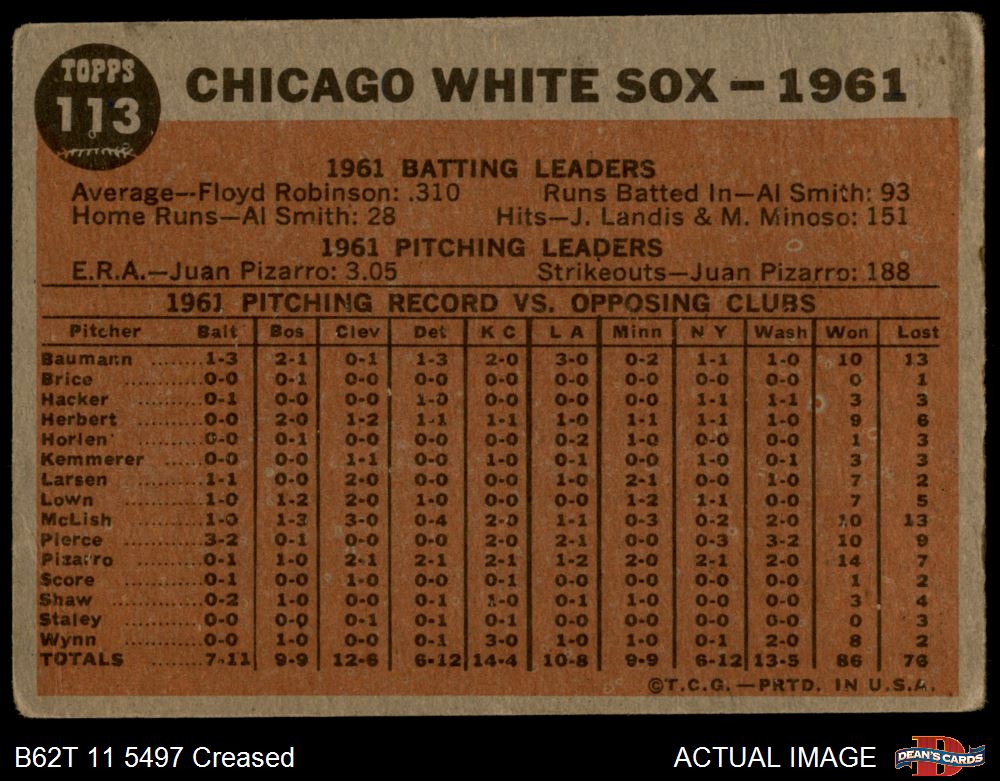 TOPPS
113
CHICAGO WHITE SOX — 1961
1961 BATTING LEADERS
Average—Floyd Robinson: .310 Runs Batted In—Al Smith: 93
Home Runs—Al Smith: 28 Hits—J. Landis & M. Minoso: 151
1961 PITCHING LEADERS
E.R.A.—Juan Pizarro: 3.05 Strikeouts—Juan Pizarro: 188
1961 PITCHING RECORD VS. OPPOSING CLUBS
Pitcher Balt Bos Clev Det K C L A Minn N Y Wash Won Lost
Baumann ....... 1-3 2-1 0-1 1-3 2-0 3-0 0-2 1-1 1-0 10 13
Brice ............. 0-0 0-1 0-0 0-0 0-0 0-0 0-0 0-0 0-0 0 1
Hacker .......... 0-1 0-0 0-0 1-0 0-0 0-0 0-0 1-1 1-1 3 3
Herbert ......... 0-0 2-0 1-2 1-1 1-1 1-0 1-1 1-1 1-0 9 6
Horlen .......... 0-0 0-1 0-0 0-0 0-0 0-2 1-0 0-0 0-0 1 3
Kemmerer ..... 0-0 0-0 1-1 0-0 1-0 0-1 0-0 1-0 0-1 3 3
Larsen .......... 1-1 0-0 2-0 0-0 0-0 1-0 2-1 0-0 1-0 7 2
Lown ............ 1-0 1-2 2-0 1-0 0-0 0-0 1-2 1-1 0-0 7 5
McLish .......... 1-0 1-3 3-0 0-4 2-0 1-1 0-3 0-2 2-0 10 13
Pierce ........... 3-2 0-1 0-0 0-0 2-0 2-1 0-0 0-3 3-2 10 9
Pizarro .......... 0-1 1-0 2-1 2-1 2-1 1-2 2-0 2-1 2-0 14 7
Score ............ 0-1 0-0 1-0 0-0 0-1 0-0 0-0 0-0 0-0 1 2
Shaw ............ 0-2 1-0 0-0 0-1 1-0 0-1 1-0 0-0 0-0 3 4
Staley ........... 0-0 0-0 0-1 0-1 0-1 0-0 0-0 0-0 0-0 0 3
Wynn ............ 0-0 1-0 0-0 0-1 3-0 1-0 1-0 0-1 2-0 8 2
TOTALS 7-11 9-9 12-6 6-12 14-4 10-8 9-9 6-12 13-5 86 76
©T.C.G. — PRTD. IN U.S.A.
B62T 11 5497 Creased ACTUAL IMAGE
D
DEAN'S CARDS